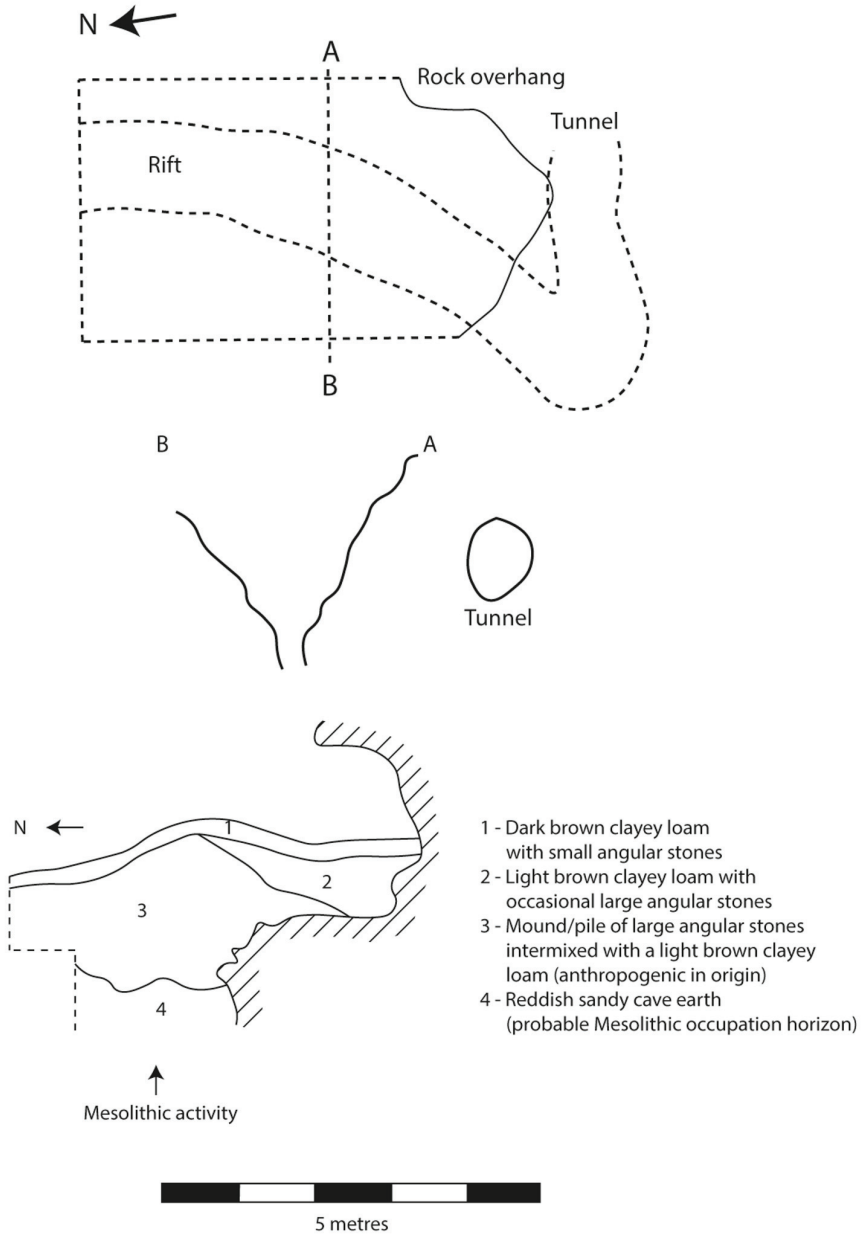 N
A
Rock overhang
Tunnel
Rift
B
B
A
Tunnel
N
1
2
3
4
1 - Dark brown clayey loam
with small angular stones
2 - Light brown clayey loam with
occasional large angular stones
3 - Mound/pile of large angular stones
intermixed with a light brown clayey
loam (anthropogenic in origin)
4 - Reddish sandy cave earth
(probable Mesolithic occupation horizon)
Mesolithic activity
5 metres